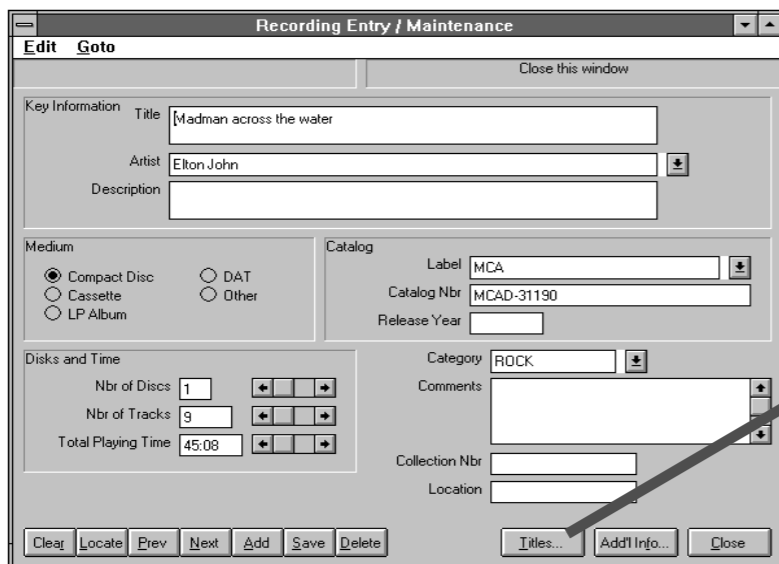 Recording Entry / Maintenance
Edit Goto
Close this window
Key Information
Title Madman across the water
Artist Elton John
Description
Medium
Compact Disc DAT
Cassette Other
LP Album
Catalog
Label MCA
Catalog Nbr MCAD-31190
Release Year
Disks and Time
Nbr of Discs 1
Nbr of Tracks 9
Total Playing Time 45:08
Category ROCK
Comments
Collection Nbr
Location
Clear Locate Prev Next Add Save Delete Titles... Add'l Info... Close